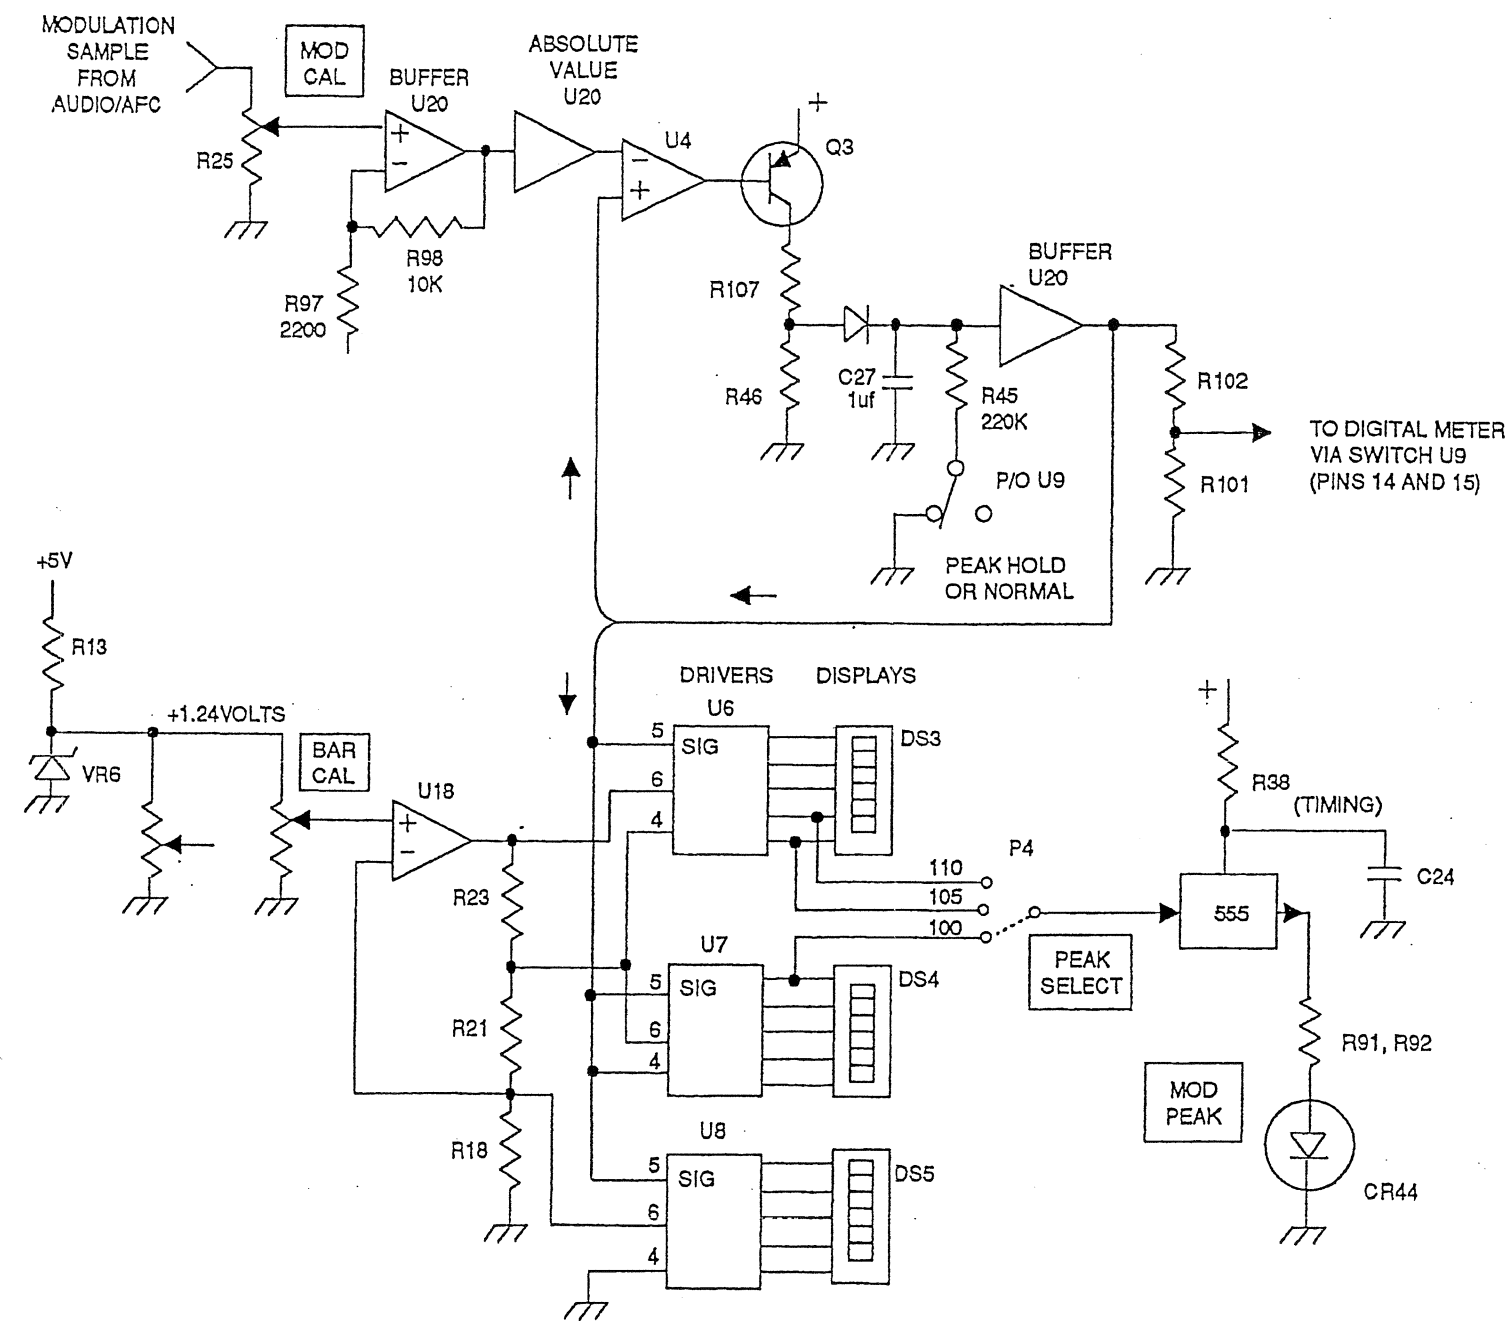 MODULATION
SAMPLE
FROM
AUDIO/AFC
MOD
CAL
R25
BUFFER
U20
+
−
R98
10K
R97
2200
ABSOLUTE
VALUE
U20
U4
−
+
+
Q3
R107
R46
C27
1uf
R45
220K
BUFFER
U20
P/O U9
PEAK HOLD
OR NORMAL
R102
R101
TO DIGITAL METER
VIA SWITCH U9
(PINS 14 AND 15)
+5V
R13
+1.24VOLTS
VR6
BAR
CAL
U18
+
−
R23
R21
R18
DRIVERS
DISPLAYS
U6
5
SIG
6
4
DS3
110
105
100
P4
PEAK
SELECT
U7
5
SIG
6
4
DS4
U8
5
SIG
6
4
DS5
+
R38
(TIMING)
C24
555
R91, R92
MOD
PEAK
CR44